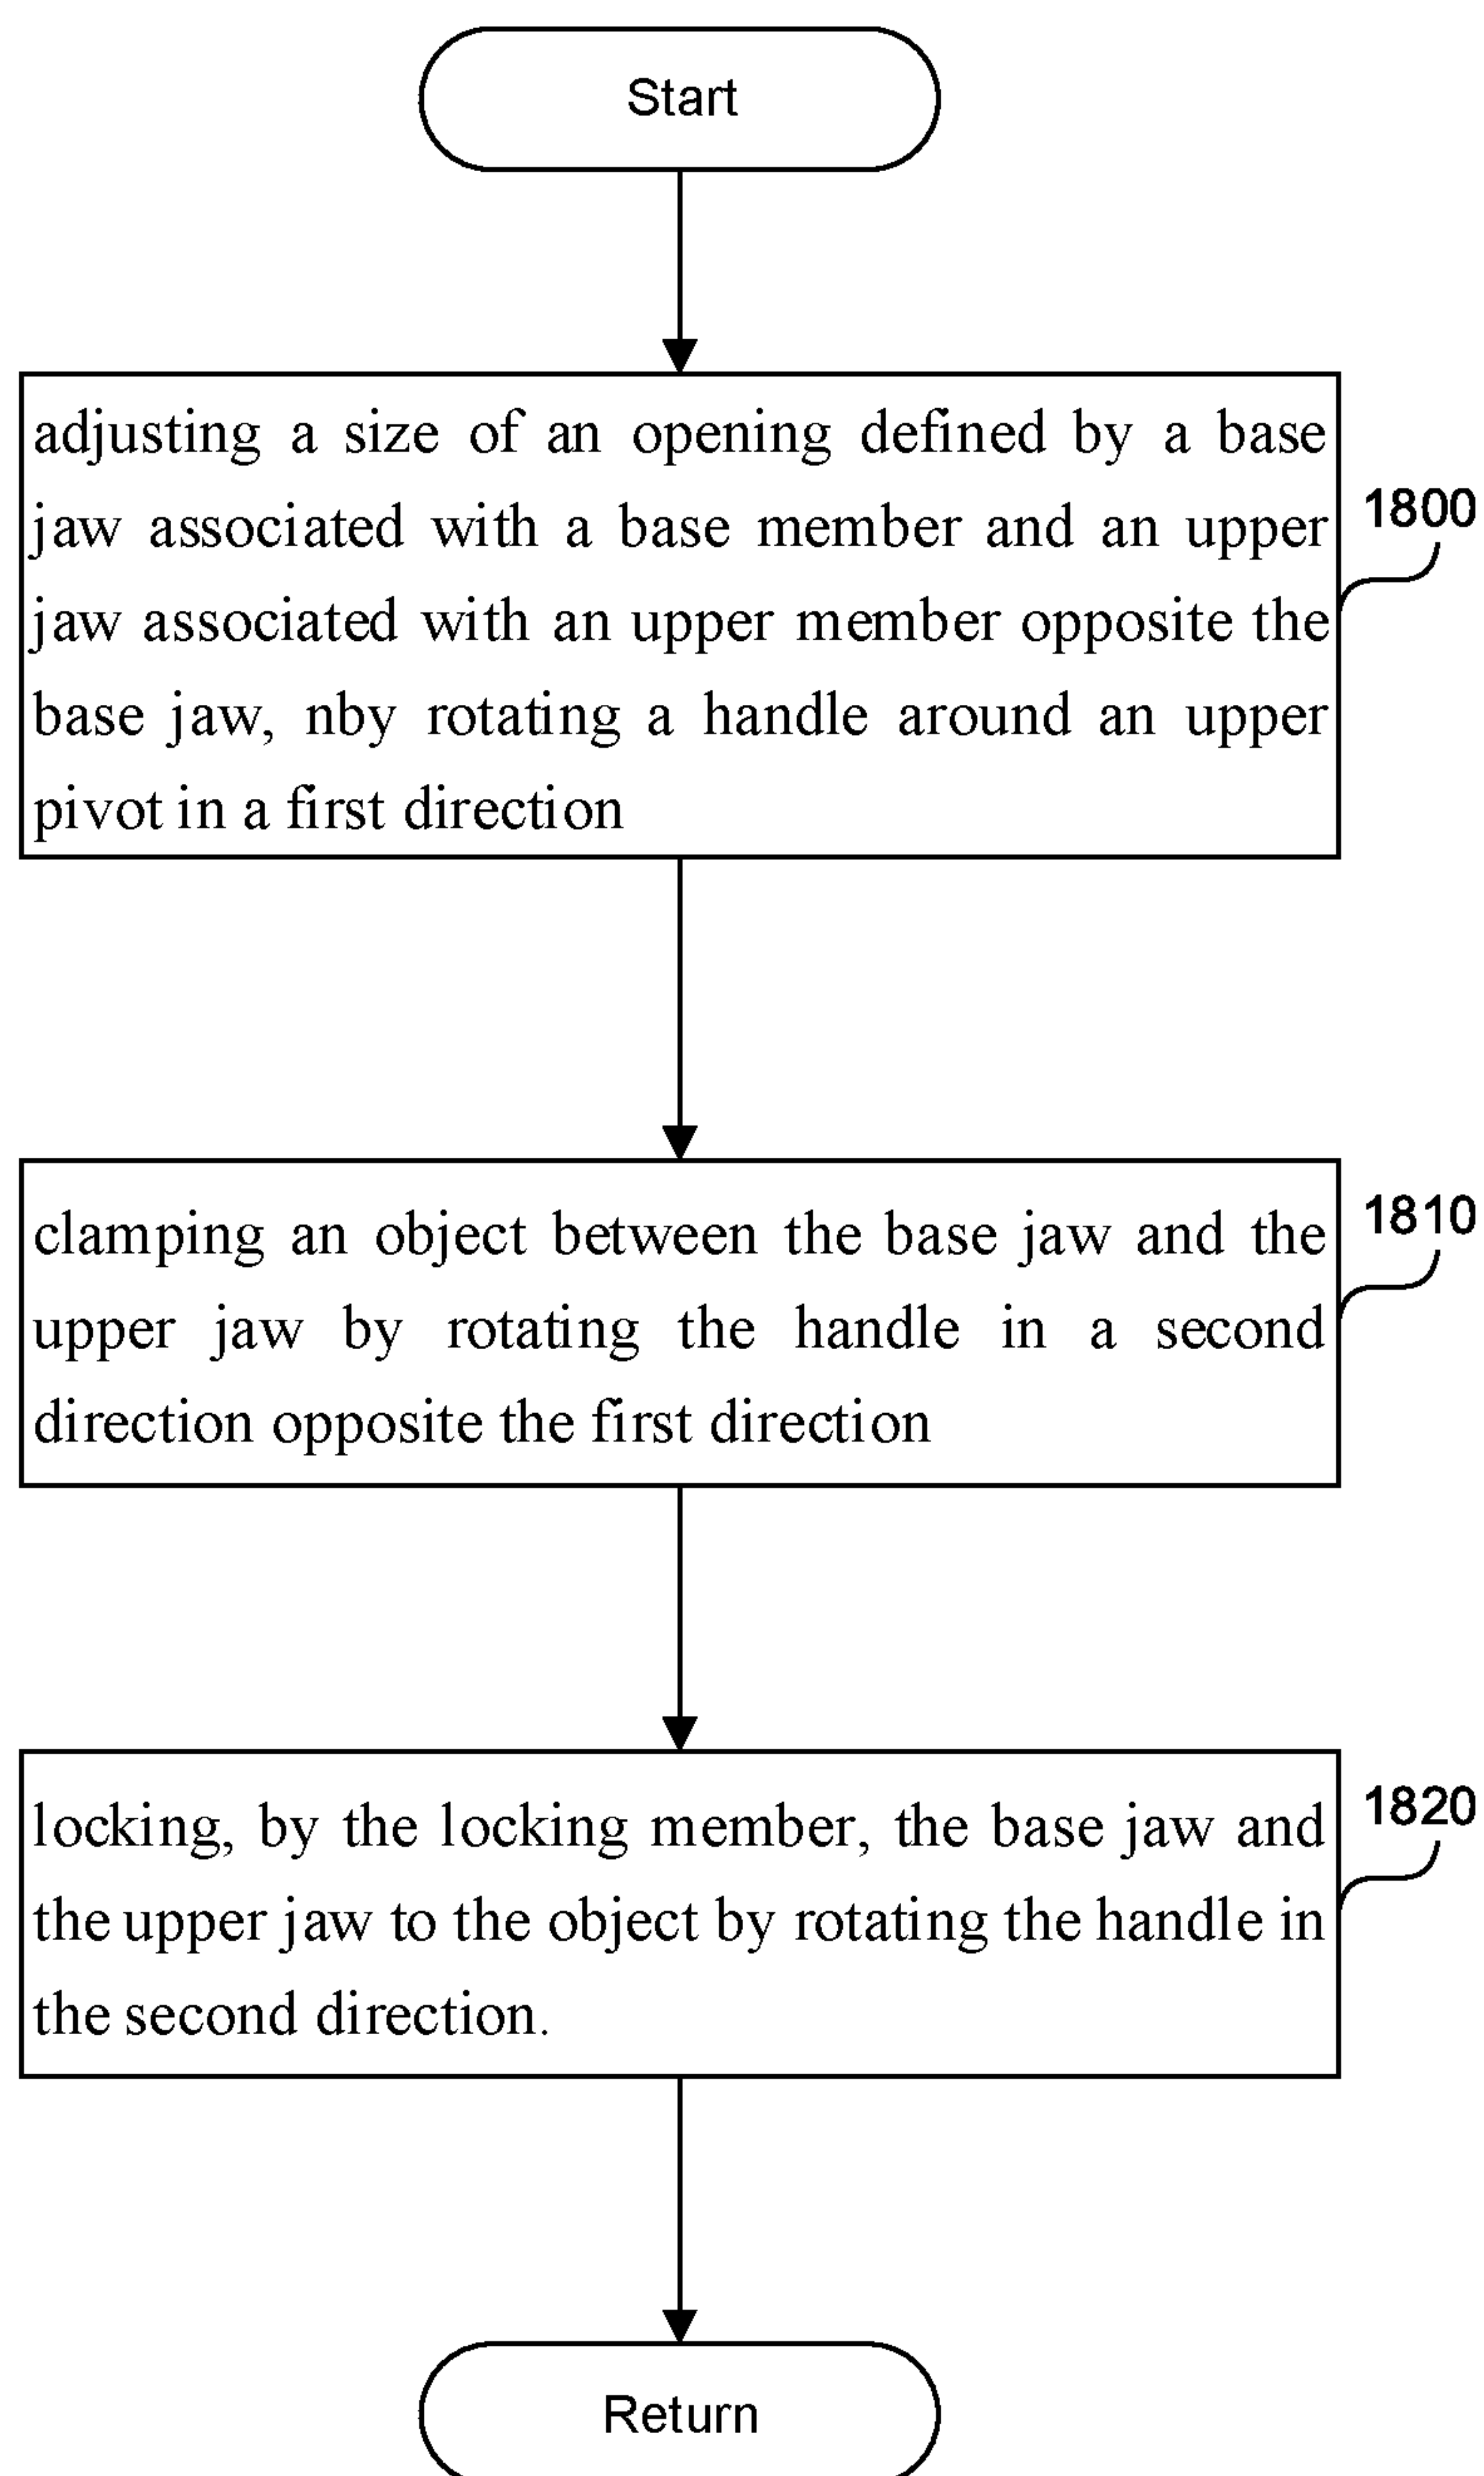 Start
adjusting a size of an opening defined by a base
jaw associated with a base member and an upper
jaw associated with an upper member opposite the
base jaw, nby rotating a handle around an upper
pivot in a first direction
1800
clamping an object between the base jaw and the
upper jaw by rotating the handle in a second
direction opposite the first direction
1810
locking, by the locking member, the base jaw and
the upper jaw to the object by rotating the handle in
the second direction.
1820
Return